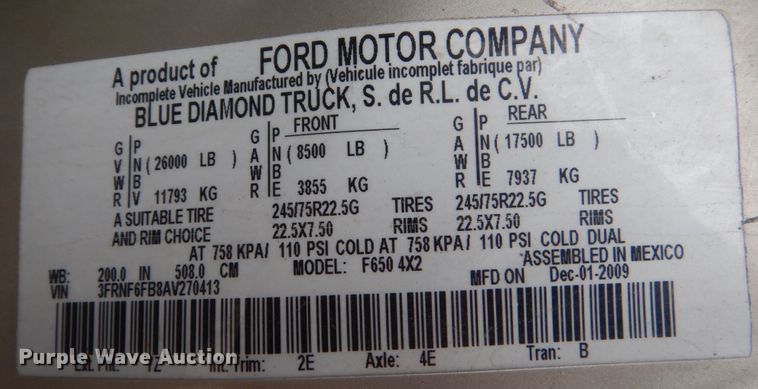 A product of FORD MOTOR COMPANY
Incomplete Vehicle Manufactured by (Vehicule incomplet fabrique par)
BLUE DIAMOND TRUCK, S. de R.L. de C.V.
FRONT REAR
G P G P G P
V N ( 26000 LB ) A N ( 8500 LB ) A N ( 17500 LB )
W B W B W B
R V 11793 KG R E 3855 KG R E 7937 KG
A SUITABLE TIRE 245/75R22.5G TIRES 245/75R22.5G
AND RIM CHOICE 22.5X7.50 RIMS 22.5X7.50
AT 758 KPA/ 110 PSI COLD AT 758 KPA/ 110 PSI COLD DUAL
WB: 200.0 IN 508.0 CM MODEL: F650 4X2 ASSEMBLED IN MEXICO
VIN 3FRNF6FB8AV270413 MFD ON Dec-01-2009
Purple Wave Auction
Trim: 2E Axle: 4E Tran: B